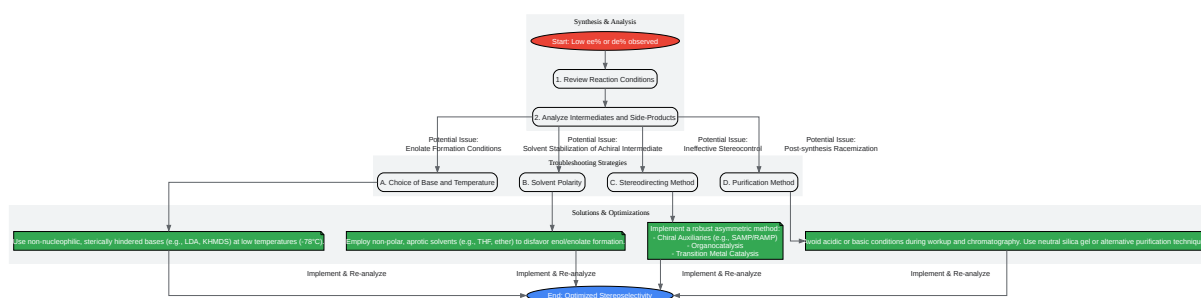 Synthesis & Analysis
Start: Low ee% or de% observed
1. Review Reaction Conditions
2. Analyze Intermediates and Side-Products
Potential Issue:
Enolate Formation Conditions
Potential Issue:
Solvent Stabilization of Achiral Intermediate
Potential Issue:
Ineffective Stereocontrol
Potential Issue:
Post-synthesis Racemization
Troubleshooting Strategies
A. Choice of Base and Temperature
B. Solvent Polarity
C. Stereodirecting Method
D. Purification Method
Solutions & Optimizations
Use non-nucleophilic, sterically hindered bases (e.g., LDA, KHMDS) at low temperatures (-78°C).
Employ non-polar, aprotic solvents (e.g., THF, ether) to disfavor enol/enolate formation.
Implement a robust asymmetric method:
- Chiral Auxiliaries (e.g., SAMP/RAMP)
- Organocatalysis
- Transition Metal Catalysis
Avoid acidic or basic conditions during workup and chromatography. Use neutral silica gel or alternative purification technique
Implement & Re-analyze
Implement & Re-analyze
Implement & Re-analyze
Implement & Re-analyze
End: Optimized Stereoselectivity